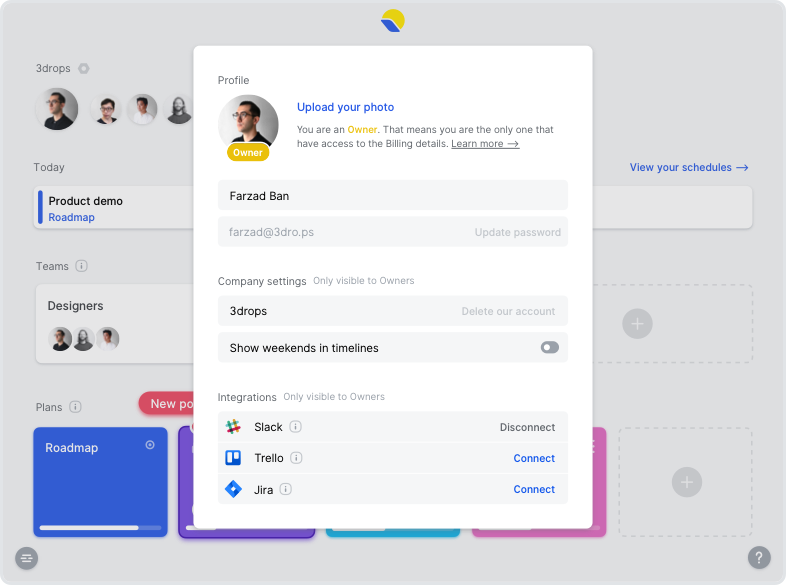 3drops
Profile
Upload your photo
You are an Owner. That means you are the only one that
have access to the Billing details. Learn more →
Owner
Today
View your schedules →
Farzad Ban
Product demo
Roadmap
farzad@3dro.ps Update password
Teams
Company settings Only visible to Owners
Designers
3drops Delete our account
Show weekends in timelines
Plans
New po
Integrations Only visible to Owners
Slack Disconnect
Roadmap
Trello Connect
Jira Connect
?